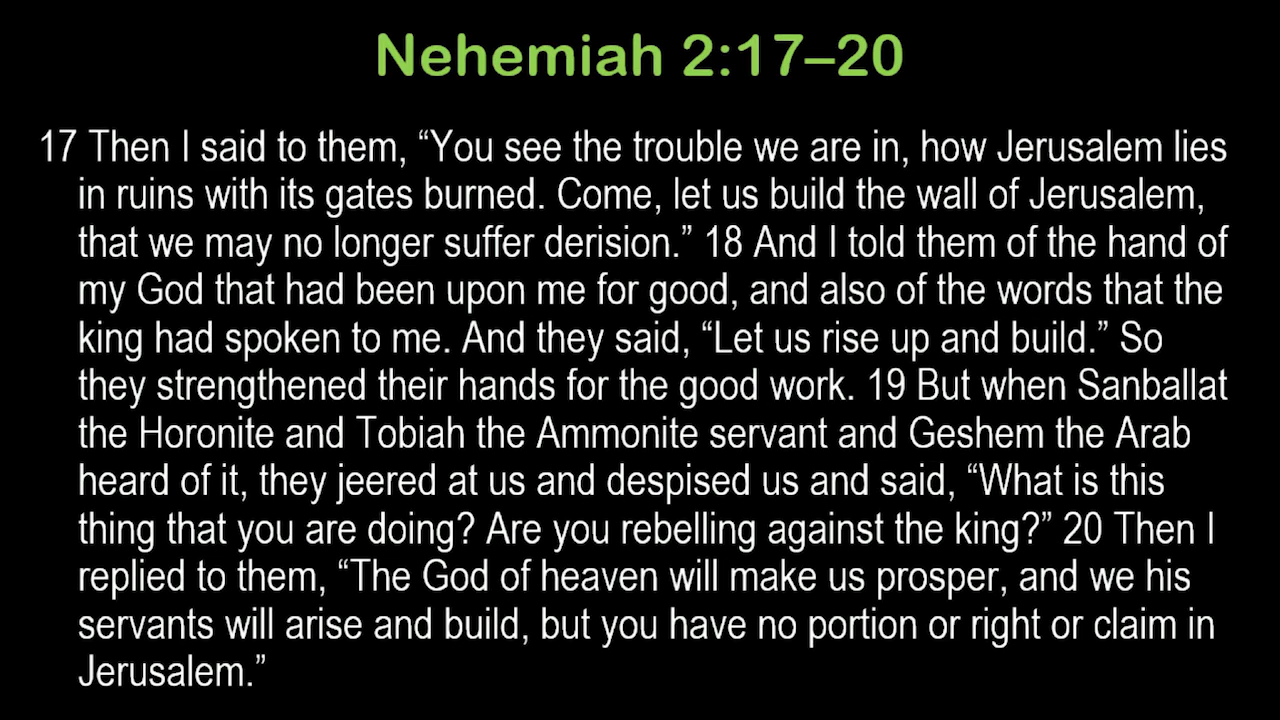 Nehemiah 2:17–20
17 Then I said to them, “You see the trouble we are in, how Jerusalem lies
in ruins with its gates burned. Come, let us build the wall of Jerusalem,
that we may no longer suffer derision.” 18 And I told them of the hand of
my God that had been upon me for good, and also of the words that the
king had spoken to me. And they said, “Let us rise up and build.” So
they strengthened their hands for the good work. 19 But when Sanballat
the Horonite and Tobiah the Ammonite servant and Geshem the Arab
heard of it, they jeered at us and despised us and said, “What is this
thing that you are doing? Are you rebelling against the king?” 20 Then I
replied to them, “The God of heaven will make us prosper, and we his
servants will arise and build, but you have no portion or right or claim in
Jerusalem.”